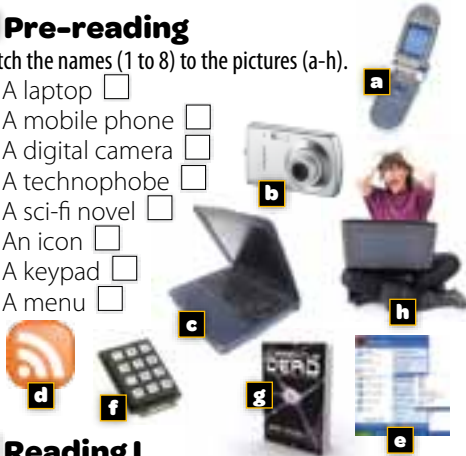 Pre-reading
tch the names (1 to 8) to the pictures (a-h).
A laptop
A mobile phone
A digital camera
A technophobe
A sci-fi novel
An icon
A keypad
A menu
a
b
c
h
d
f
g
e
DEAD
Reading I